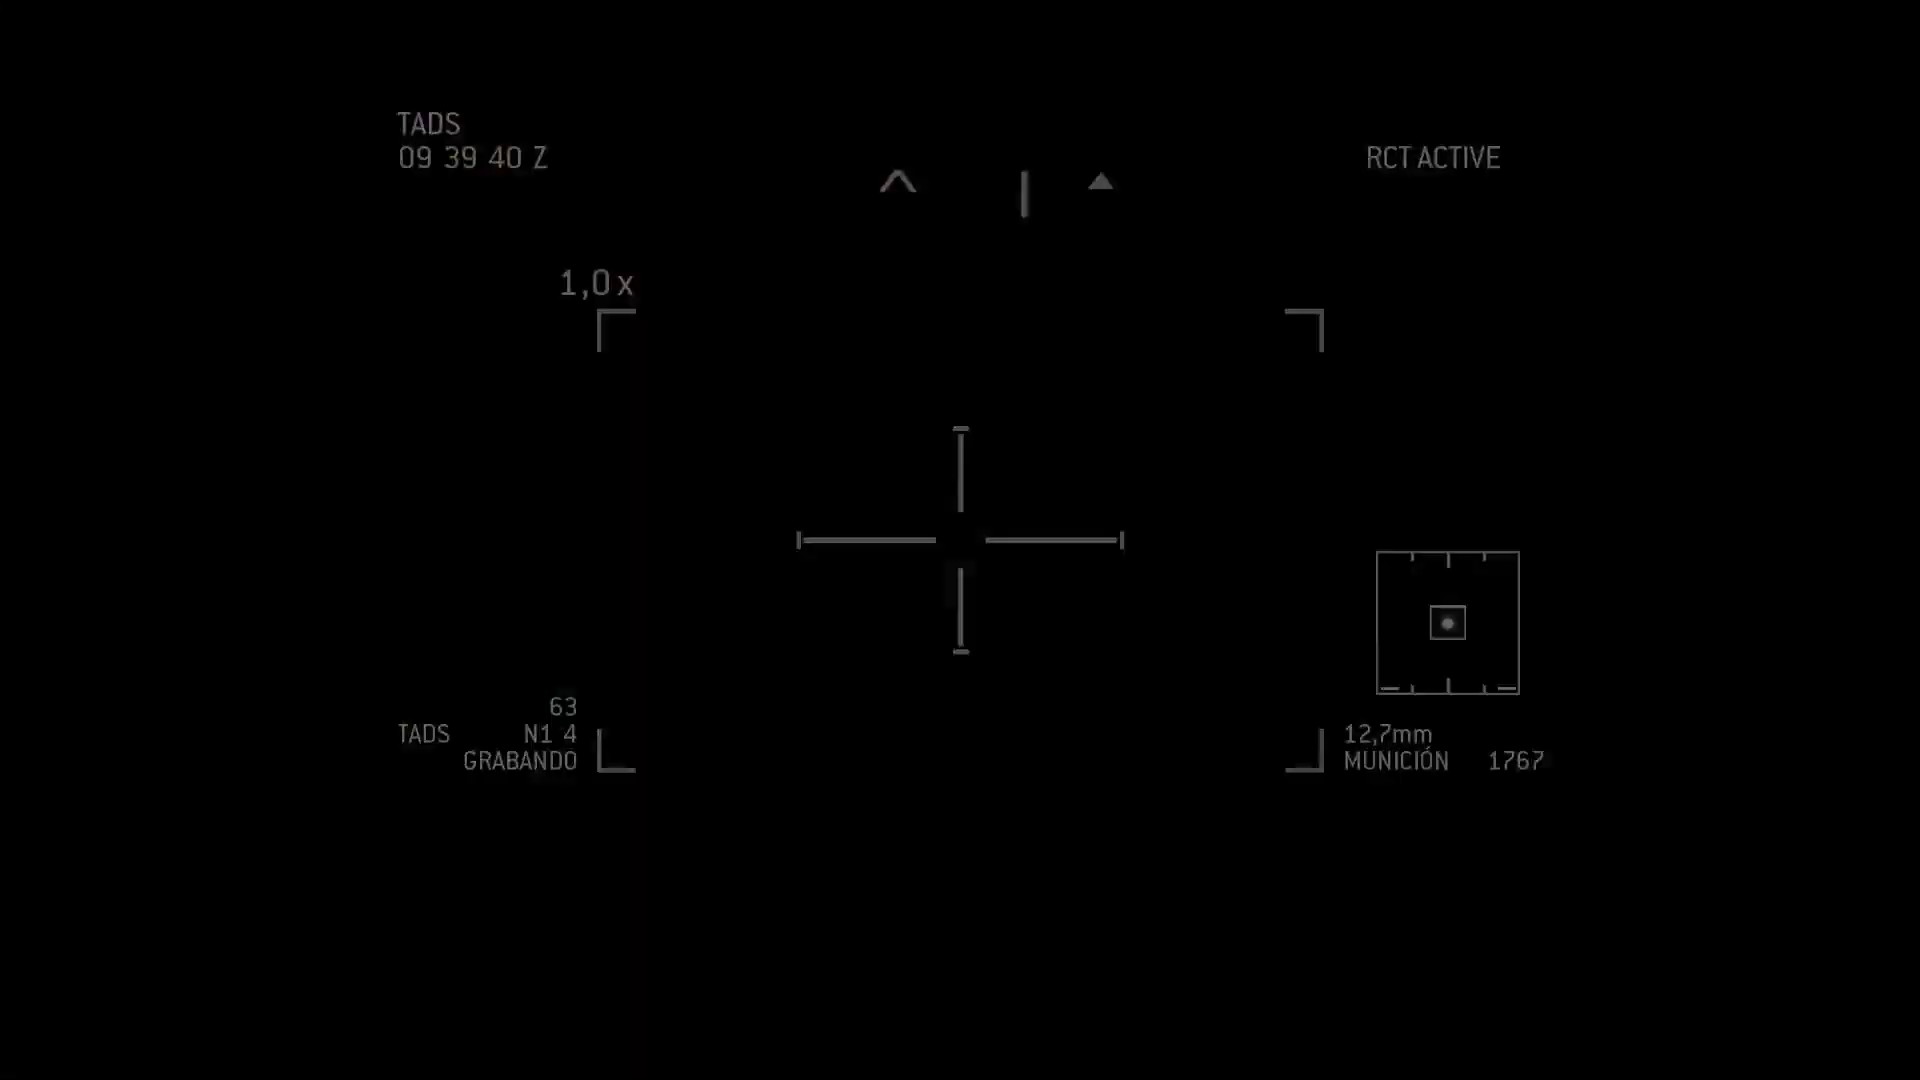 TADS
09 39 40 Z
RCT ACTIVE
1,0 x
63
TADS N1 4
GRABANDO
12,7mm
MUNICIÓN 1767